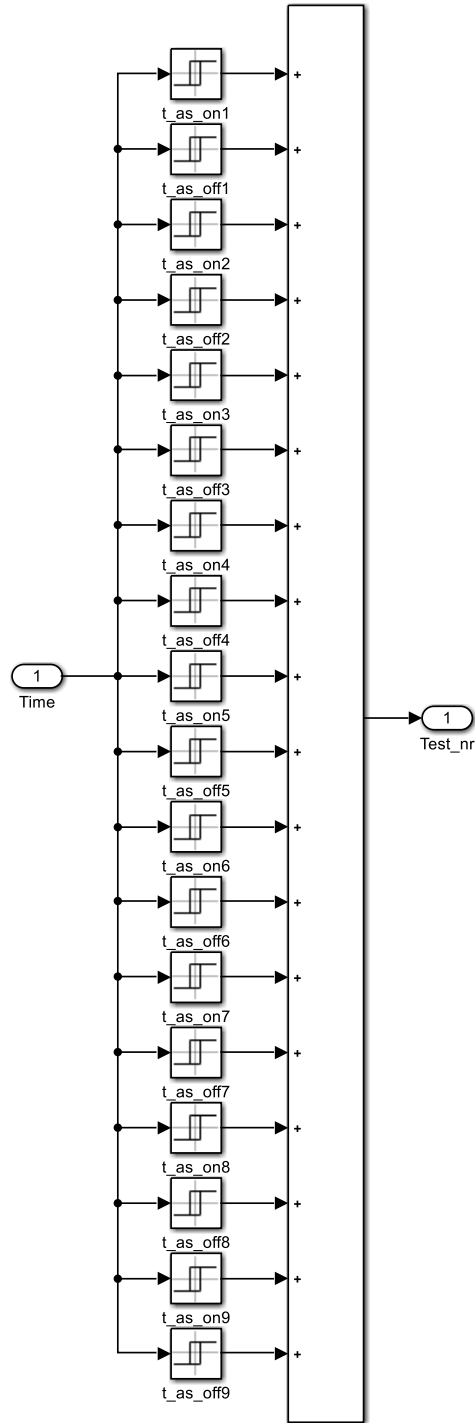 +
t_as_on1
+
t_as_off1
+
t_as_on2
+
t_as_off2
+
t_as_on3
+
t_as_off3
+
t_as_on4
+
t_as_off4
1
Time
+
t_as_on5
1
Test_nr
+
t_as_off5
+
t_as_on6
+
t_as_off6
+
t_as_on7
+
t_as_off7
+
t_as_on8
+
t_as_off8
+
t_as_on9
+
t_as_off9